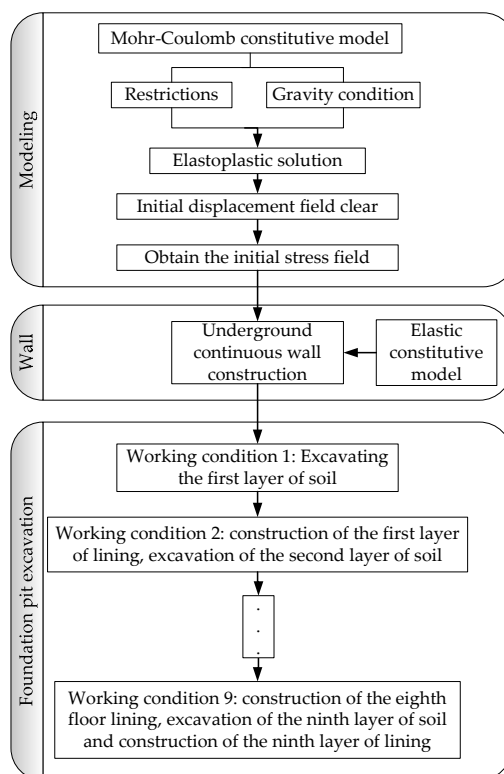 Modeling
Mohr-Coulomb constitutive model
Restrictions
Gravity condition
Elastoplastic solution
Initial displacement field clear
Obtain the initial stress field
Wall
Underground
continuous wall
construction
Elastic
constitutive
model
Foundation pit excavation
Working condition 1: Excavating
the first layer of soil
Working condition 2: construction of the first layer
of lining, excavation of the second layer of soil
.
.
.
Working condition 9: construction of the eighth
floor lining, excavation of the ninth layer of soil
and construction of the ninth layer of lining